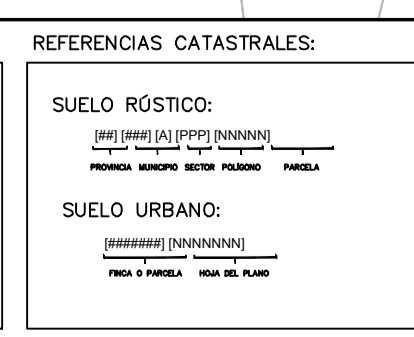 REFERENCIAS CATASTRALES:
SUELO RÚSTICO:
[##] [###] [A] [PPP] [NNNNN]
PROVINCIA MUNICIPIO SECTOR POLÍGONO PARCELA
SUELO URBANO:
[#######] [NNNNNNN]
FINCA O PARCELA HOJA DEL PLANO